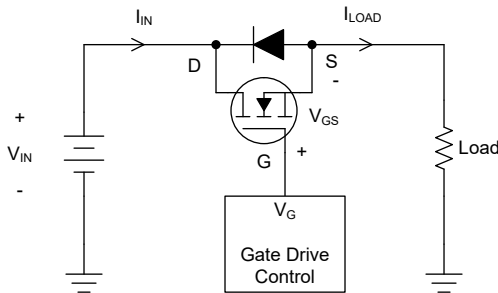 I_IN
I_LOAD
D
S
-
V_GS
+
G
+
V_IN
-
Load
V_G
Gate Drive
Control